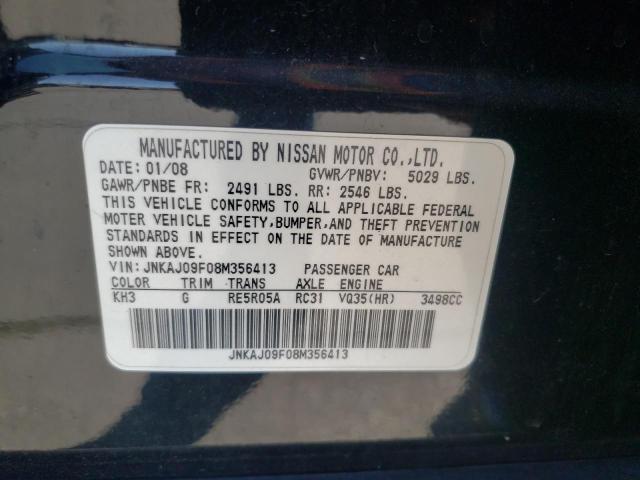 MANUFACTURED BY NISSAN MOTOR CO.,LTD.
DATE: 01/08 GVWR/PNBV: 5029 LBS.
GAWR/PNBE FR: 2491 LBS. RR: 2546 LBS.
THIS VEHICLE CONFORMS TO ALL APPLICABLE FEDERAL
MOTOR VEHICLE SAFETY,BUMPER,AND THEFT PREVENTION
STANDARDS IN EFFECT ON THE DATE OF MANUFACTURE
SHOWN ABOVE.
VIN: JNKAJ09F08M356413 PASSENGER CAR
COLOR TRIM TRANS AXLE ENGINE
KH3 G RE5R05A RC31 VQ35(HR) 3498CC
JNKAJ09F08M356413